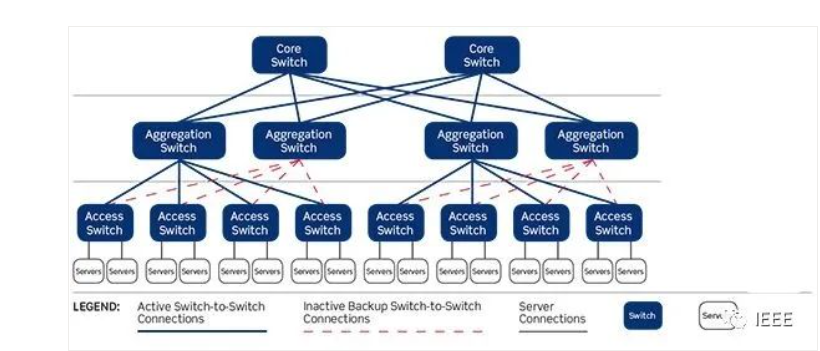 Core
Switch
Core
Switch
Aggregation
Switch
Aggregation
Switch
Aggregation
Switch
Aggregation
Switch
Access
Switch
Access
Switch
Access
Switch
Access
Switch
Access
Switch
Access
Switch
Access
Switch
Access
Switch
Servers Servers Servers Servers Servers Servers Servers Servers Servers Servers Servers Servers Servers Servers Servers Servers
LEGEND:
Active Switch-to-Switch
Connections
Inactive Backup Switch-to-Switch
Connections
Server
Connections
Switch
IEEE